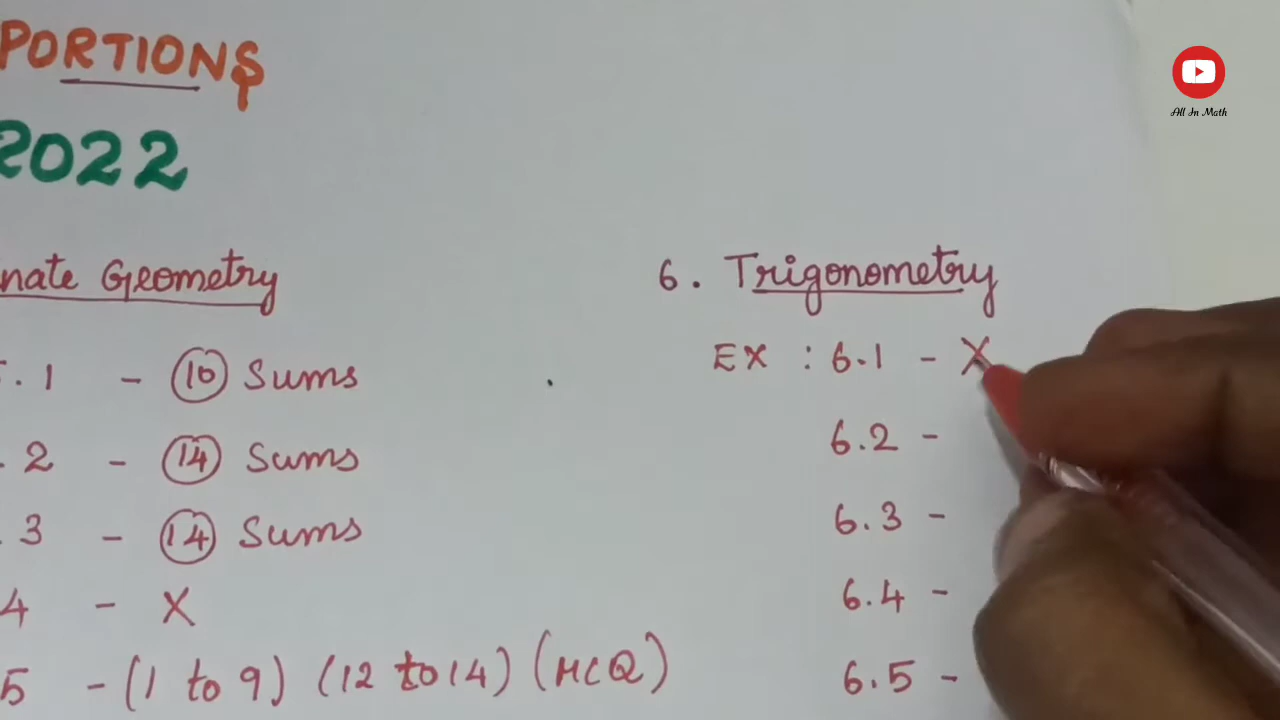 PORTIONS
2022
All In Math
nate Geometry
.1 - 10 Sums
.2 - 14 Sums
.3 - 14 Sums
4 - X
5 - (1 to 9) (12 to 14) (MCQ)
6. Trigonometry
EX : 6.1 - X
6.2 -
6.3 -
6.4 -
6.5 -